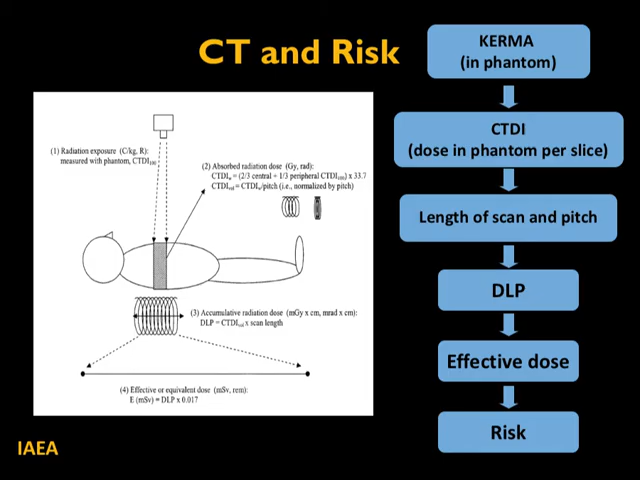 CT and Risk
KERMA
(in phantom)
CTDI
(dose in phantom per slice)
Length of scan and pitch
DLP
Effective dose
Risk
(1) Radiation exposure (C/kg, R):
measured with phantom, CTDI100
(2) Absorbed radiation dose (Gy, rad):
CTDIw = (2/3 central + 1/3 peripheral CTDI100) x 33.7
CTDIvol = CTDIw/pitch (i.e., normalized by pitch)
(3) Accumulative radiation dose (mGy x cm, mrad x cm):
DLP = CTDIvol x scan length
(4) Effective or equivalent dose (mSv, rem):
E (mSv) = DLP x 0.017
IAEA